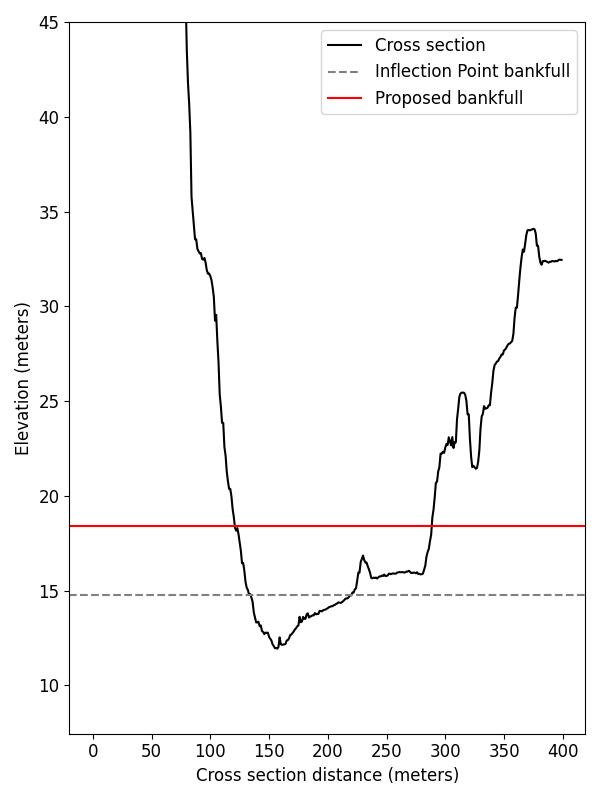 Cross section
Inflection Point bankfull
Proposed bankfull
45
40
35
30
25
20
15
10
Elevation (meters)
0 50 100 150 200 250 300 350 400
Cross section distance (meters)